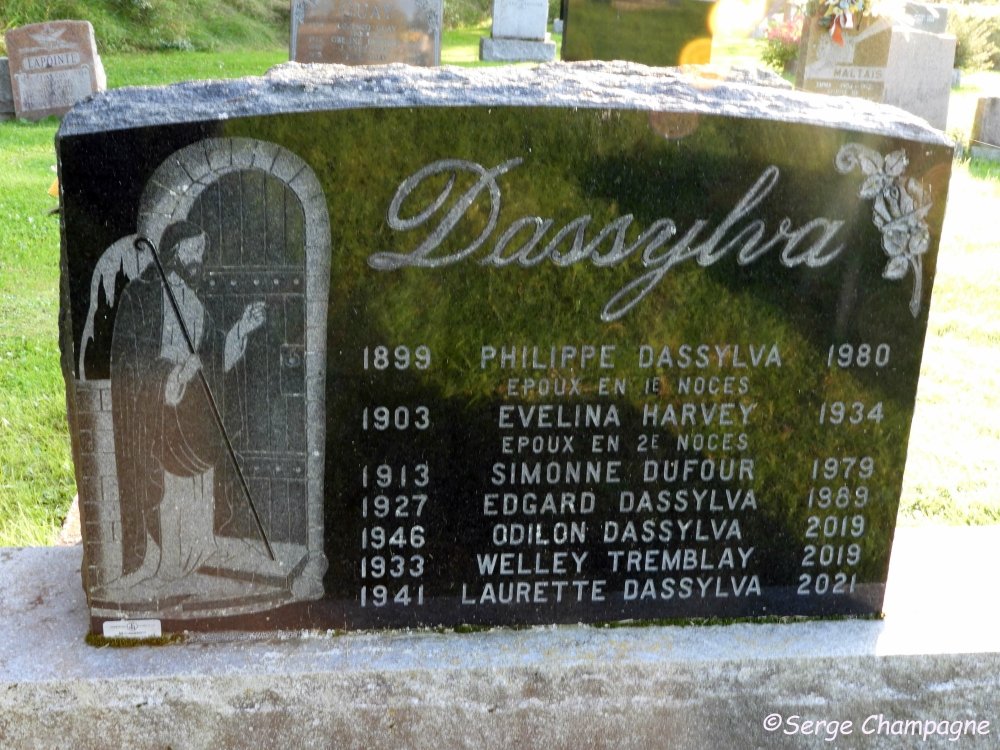 LAPOINTE
MALTAIS
Dassylva
1899 PHILIPPE DASSYLVA 1980
EPOUX EN 1E NOCES
1903 EVELINA HARVEY 1934
EPOUX EN 2E NOCES
1913 SIMONNE DUFOUR 1979
1927 EDGARD DASSYLVA 1989
1946 ODILON DASSYLVA 2019
1933 WELLEY TREMBLAY 2019
1941 LAURETTE DASSYLVA 2021
©Serge Champagne